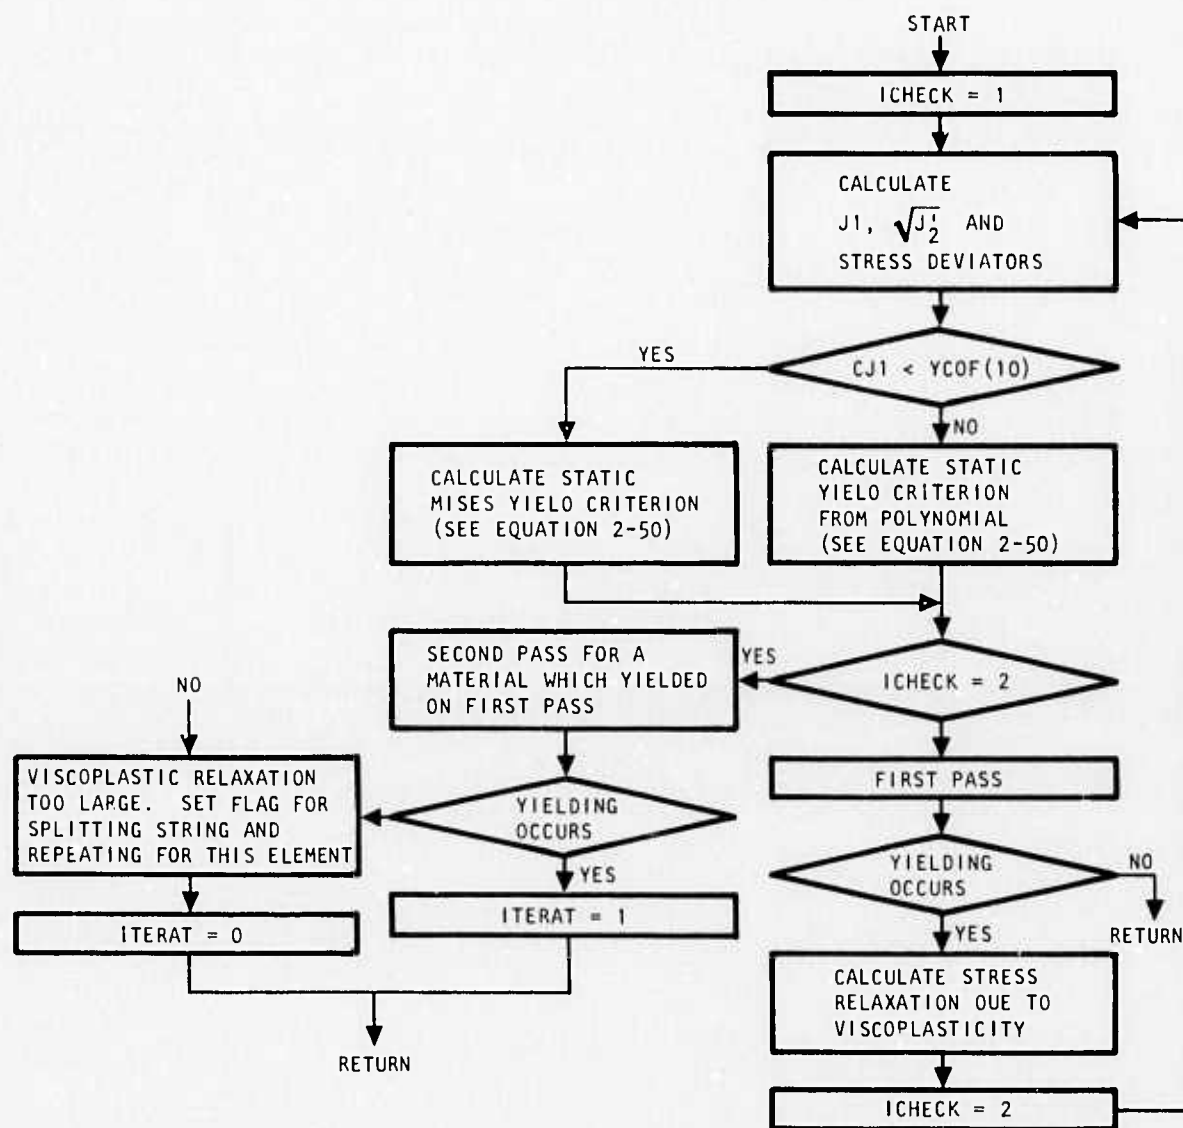 START
ICHECK = 1
CALCULATE
J1, √J₂' AND
STRESS DEVIATORS
CJ1 < YCOF(10)
YES
NO
CALCULATE STATIC
MISES YIELO CRITERION
(SEE EQUATION 2-50)
CALCULATE STATIC
YIELO CRITERION
FROM POLYNOMIAL
(SEE EQUATION 2-50)
ICHECK = 2
YES
SECOND PASS FOR A
MATERIAL WHICH YIELDED
ON FIRST PASS
YIELDING
OCCURS
NO
VISCOPLASTIC RELAXATION
TOO LARGE. SET FLAG FOR
SPLITTING STRING AND
REPEATING FOR THIS ELEMENT
ITERAT = 0
YES
ITERAT = 1
RETURN
FIRST PASS
YIELDING
OCCURS
NO
RETURN
YES
CALCULATE STRESS
RELAXATION DUE TO
VISCOPLASTICITY
ICHECK = 2